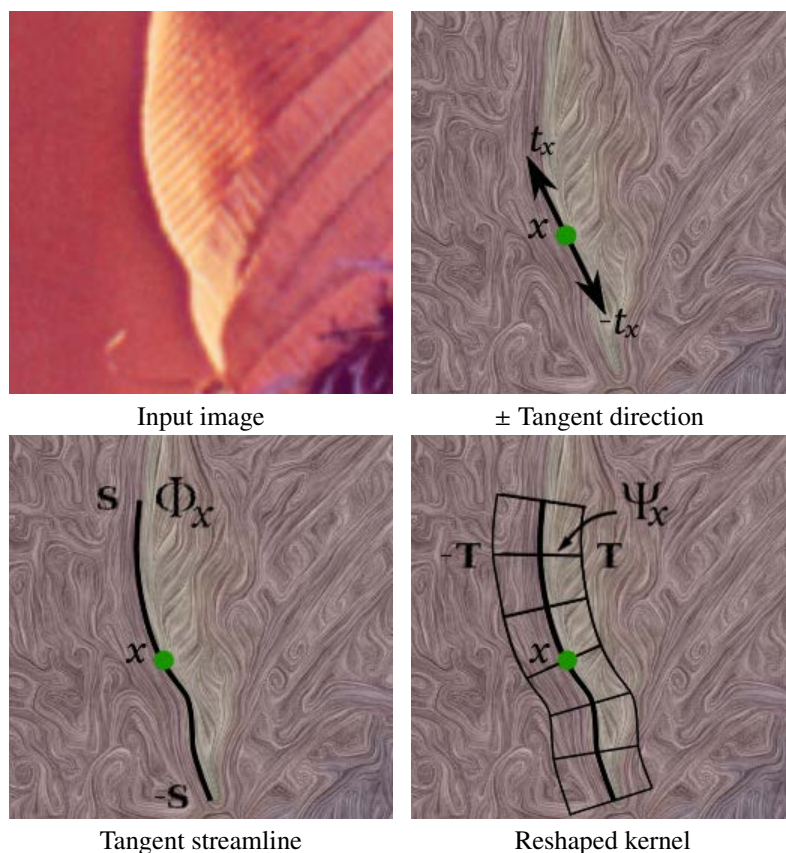 t_x
x
-t_x
Input image
± Tangent direction
S Φ_x
x
-S
Ψ_x
-T T
x
Tangent streamline
Reshaped kernel